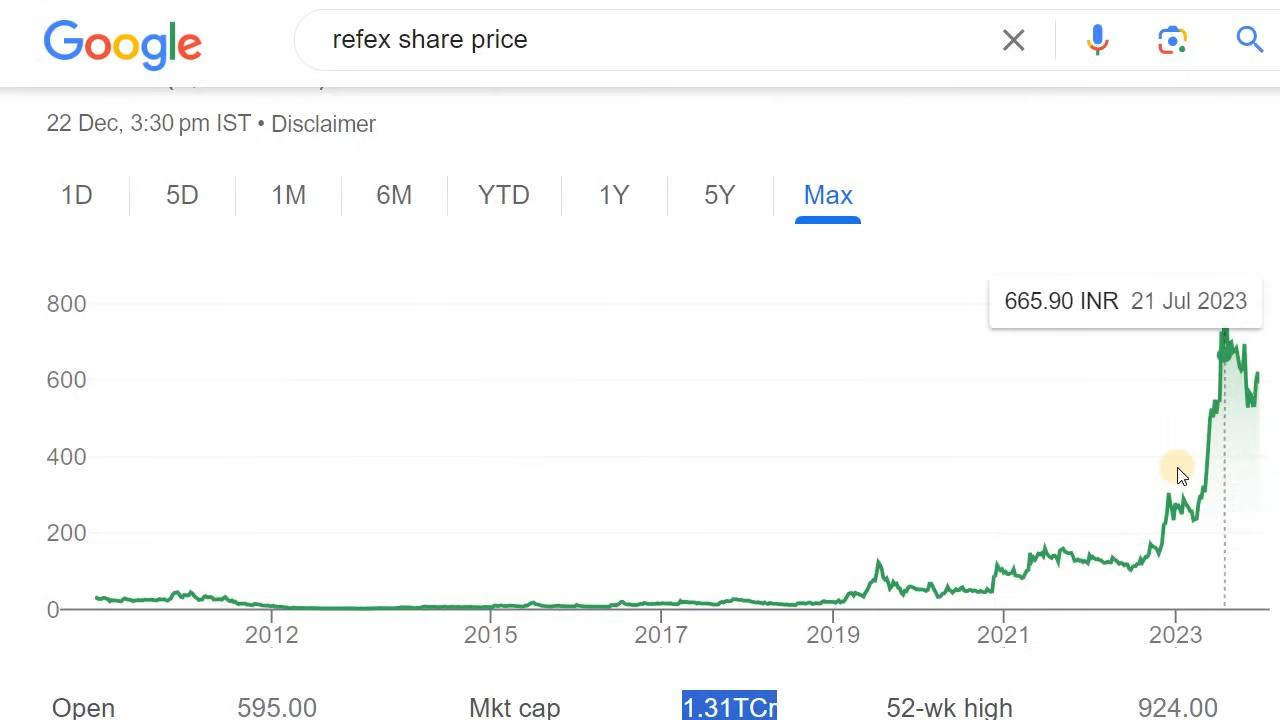 Google
refex share price
22 Dec, 3:30 pm IST • Disclaimer
1D 5D 1M 6M YTD 1Y 5Y Max
665.90 INR 21 Jul 2023
800
600
400
200
0
2012 2015 2017 2019 2021 2023
Open 595.00 Mkt cap 1.31TCr 52-wk high 924.00